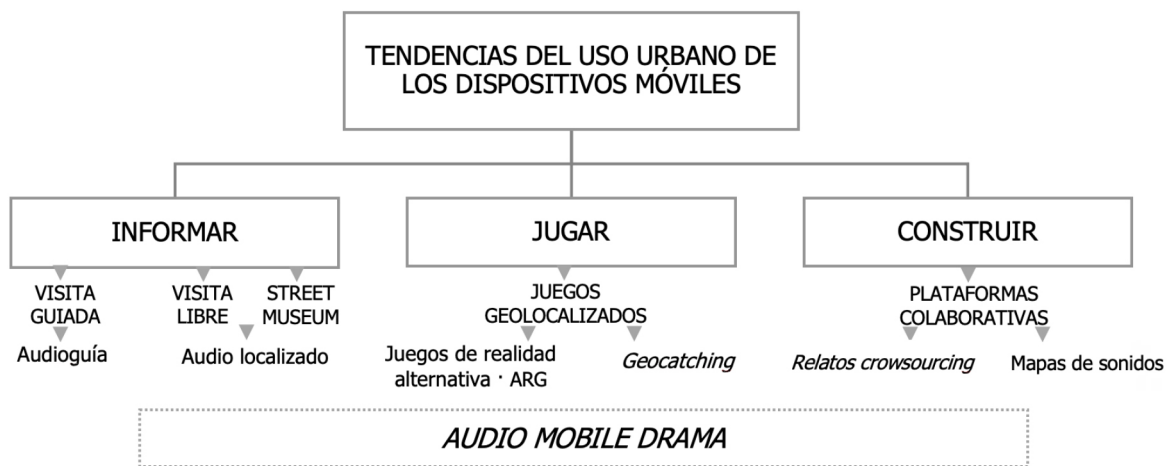 TENDENCIAS DEL USO URBANO DE
LOS DISPOSITIVOS MÓVILES
INFORMAR
JUGAR
CONSTRUIR
VISITA
GUIADA
VISITA
LIBRE
STREET
MUSEUM
JUEGOS
GEOLOCALIZADOS
PLATAFORMAS
COLABORATIVAS
Audioguía
Audio localizado
Juegos de realidad
alternativa · ARG
Geocatching
Relatos crowsourcing
Mapas de sonidos
AUDIO MOBILE DRAMA